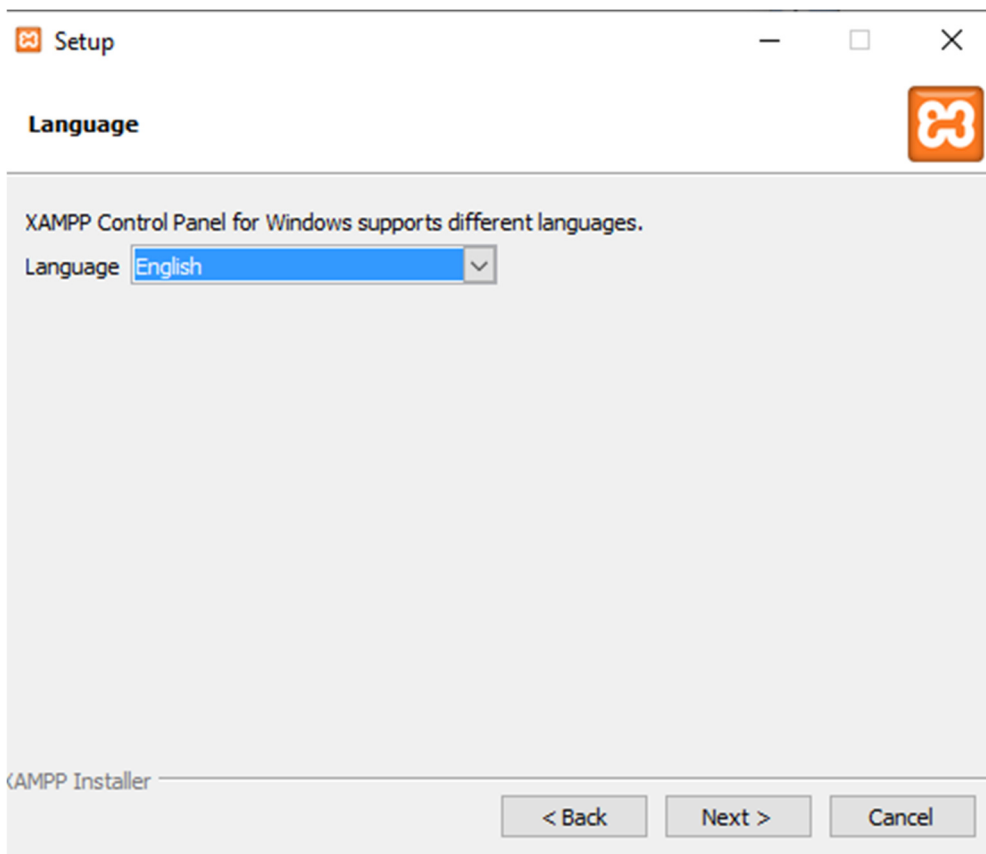 Setup
Language
XAMPP Control Panel for Windows supports different languages.
Language English
XAMPP Installer
< Back Next > Cancel